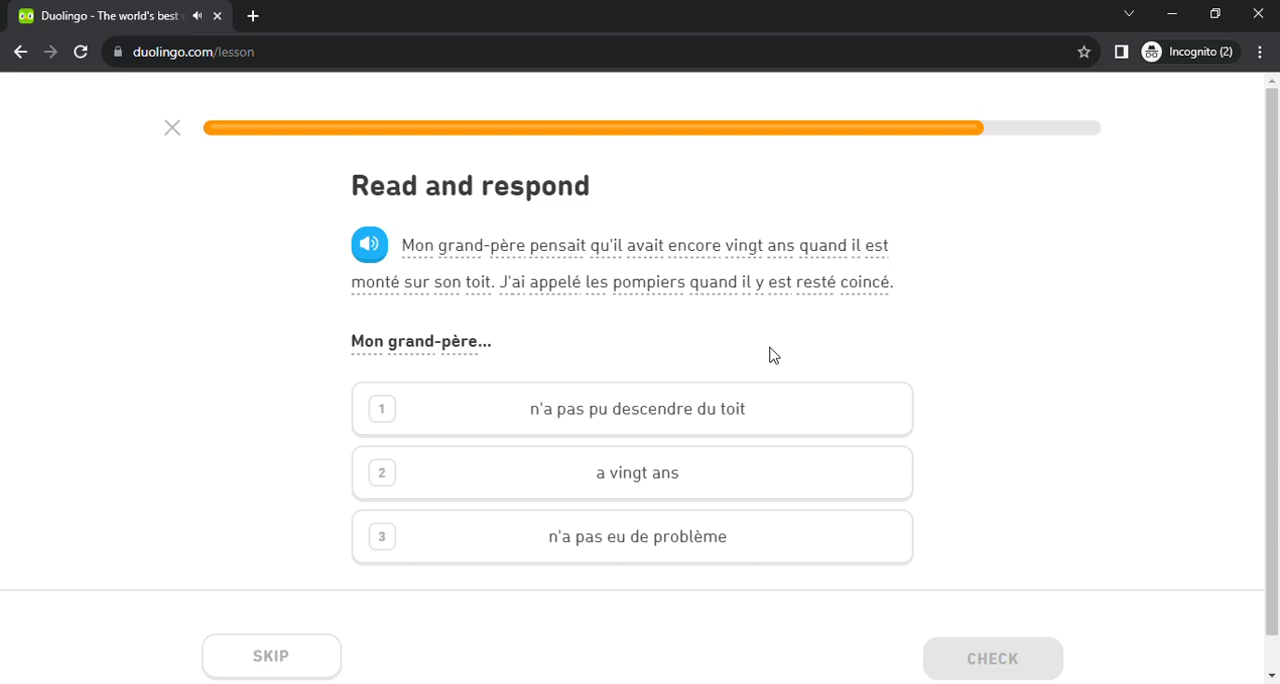 Duolingo - The world's best
duolingo.com/lesson
Incognito (2)
Read and respond
Mon grand-père pensait qu'il avait encore vingt ans quand il est
monté sur son toit. J'ai appelé les pompiers quand il y est resté coincé.
Mon grand-père...
1 n'a pas pu descendre du toit
2 a vingt ans
3 n'a pas eu de problème
SKIP
CHECK